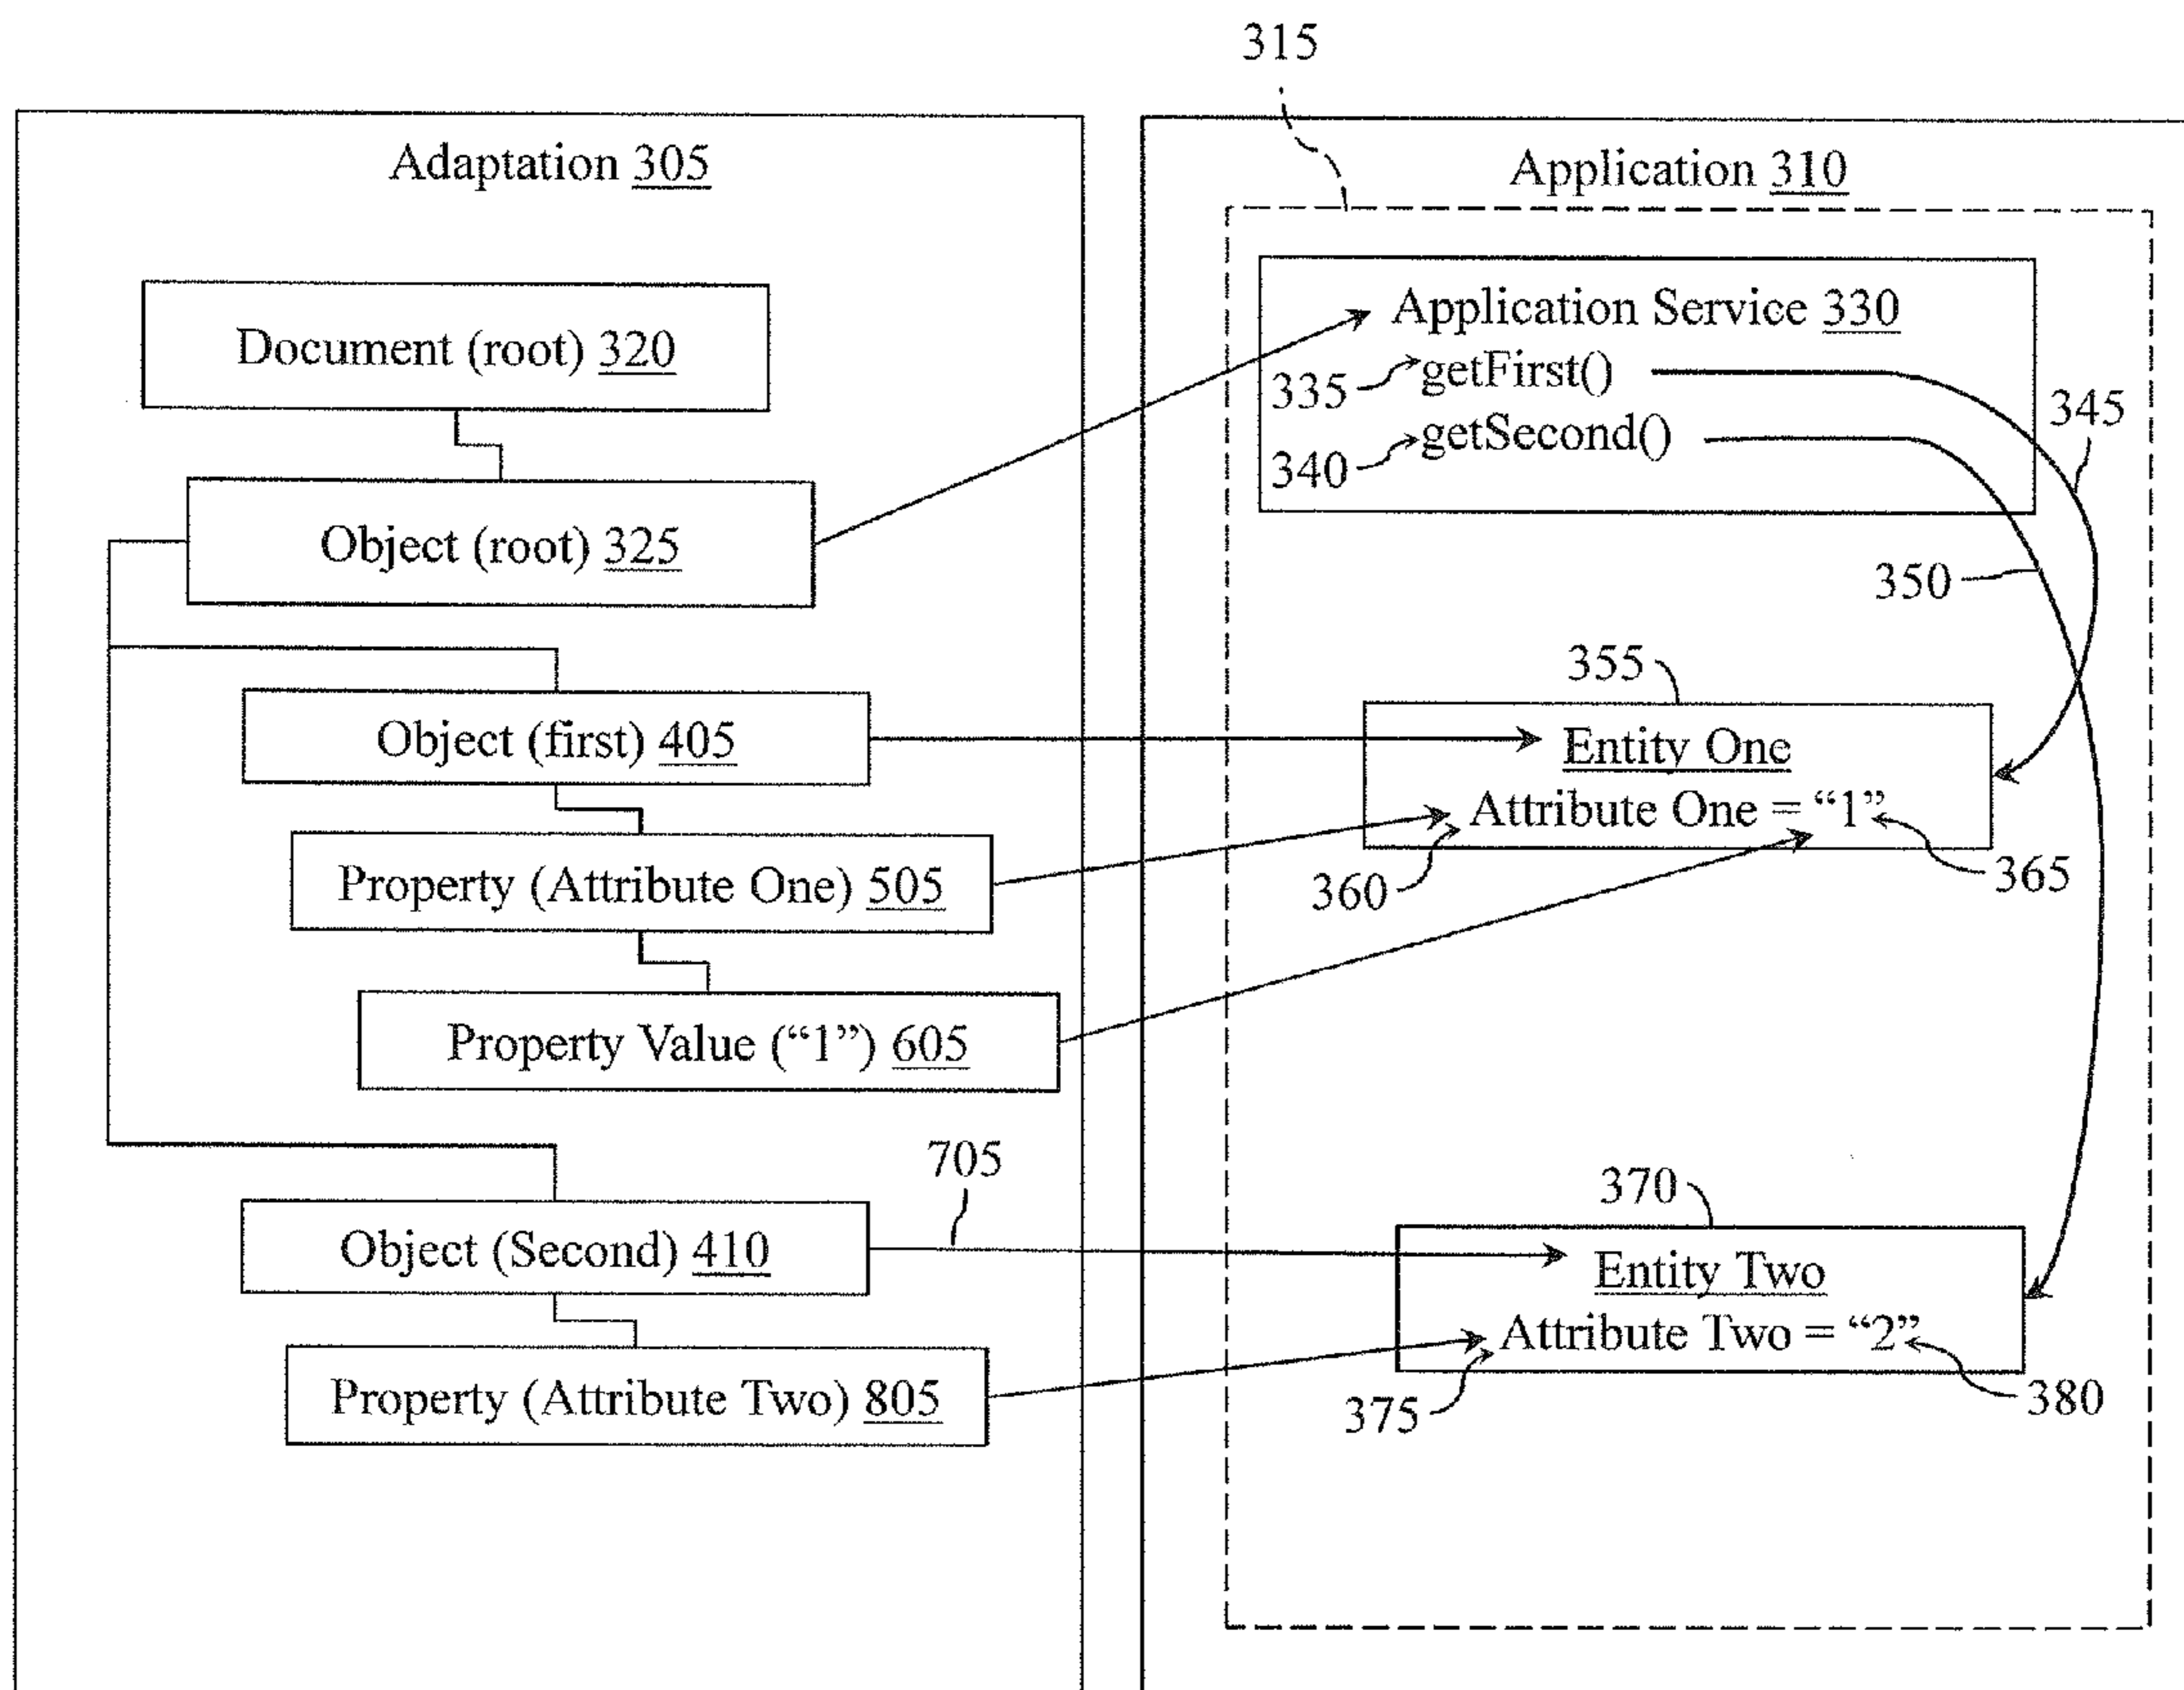 315
Adaptation 305
Application 310
Document (root) 320
Application Service 330
335
getFirst()
340
getSecond()
345
350
Object (root) 325
355
Object (first) 405
Entity One
Attribute One = “1”
360
365
Property (Attribute One) 505
Property Value (“1”) 605
705
370
Object (Second) 410
Entity Two
Attribute Two = “2”
375
380
Property (Attribute Two) 805